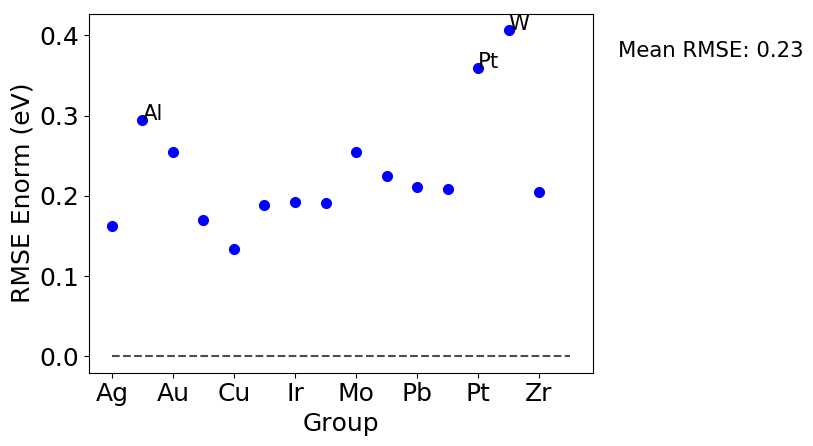 0.4
0.3
0.2
0.1
0.0
RMSE Enorm (eV)
Al
Pt
W
Mean RMSE: 0.23
Ag Au Cu Ir Mo Pb Pt Zr
Group